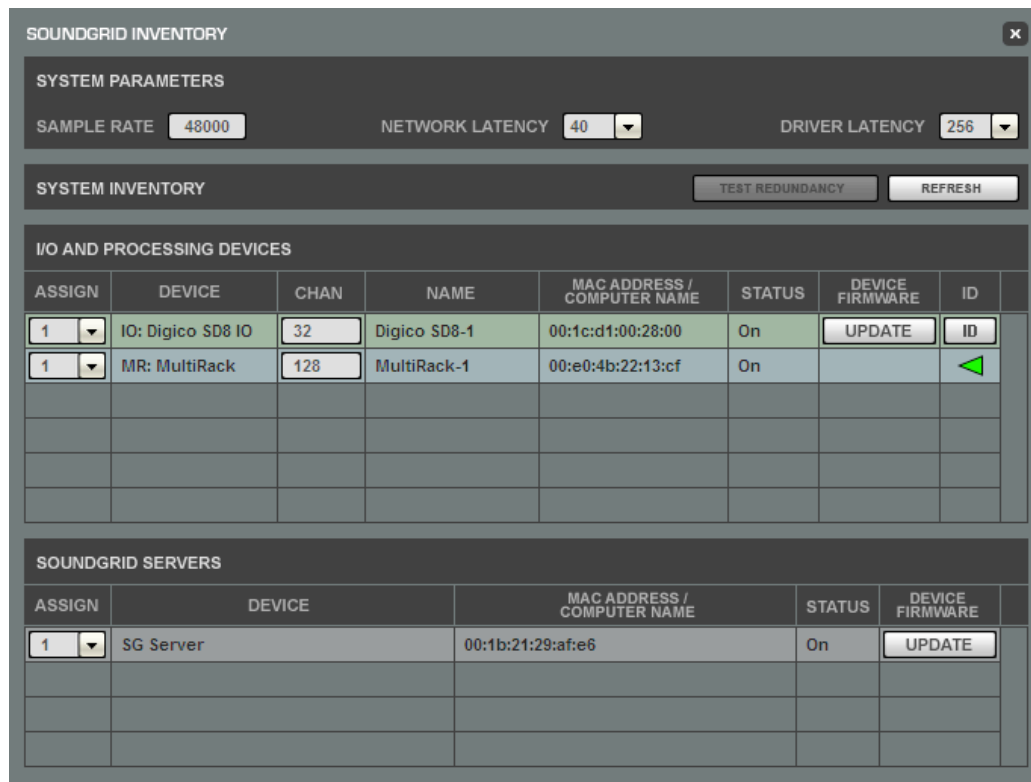 SOUNDGRID INVENTORY x
SYSTEM PARAMETERS
SAMPLE RATE 48000 NETWORK LATENCY 40 DRIVER LATENCY 256
SYSTEM INVENTORY TEST REDUNDANCY REFRESH
I/O AND PROCESSING DEVICES
ASSIGN DEVICE CHAN NAME MAC ADDRESS / COMPUTER NAME STATUS DEVICE FIRMWARE ID
1 IO: Digico SD8 IO 32 Digico SD8-1 00:1c:d1:00:28:00 On UPDATE ID
1 MR: MultiRack 128 MultiRack-1 00:e0:4b:22:13:cf On
SOUNDGRID SERVERS
ASSIGN DEVICE MAC ADDRESS / COMPUTER NAME STATUS DEVICE FIRMWARE
1 SG Server 00:1b:21:29:af:e6 On UPDATE